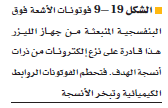 ■ الشكل 19–9 فوتونات الأشعة فوق
البنفسجية المنبعثة من جهاز الليزر
هذا قادرة على نزع إلكترونات من ذرات
أنسجة الهدف. فتحطم الفوتونات الروابط
الكيميائية وتبخر الأنسجة